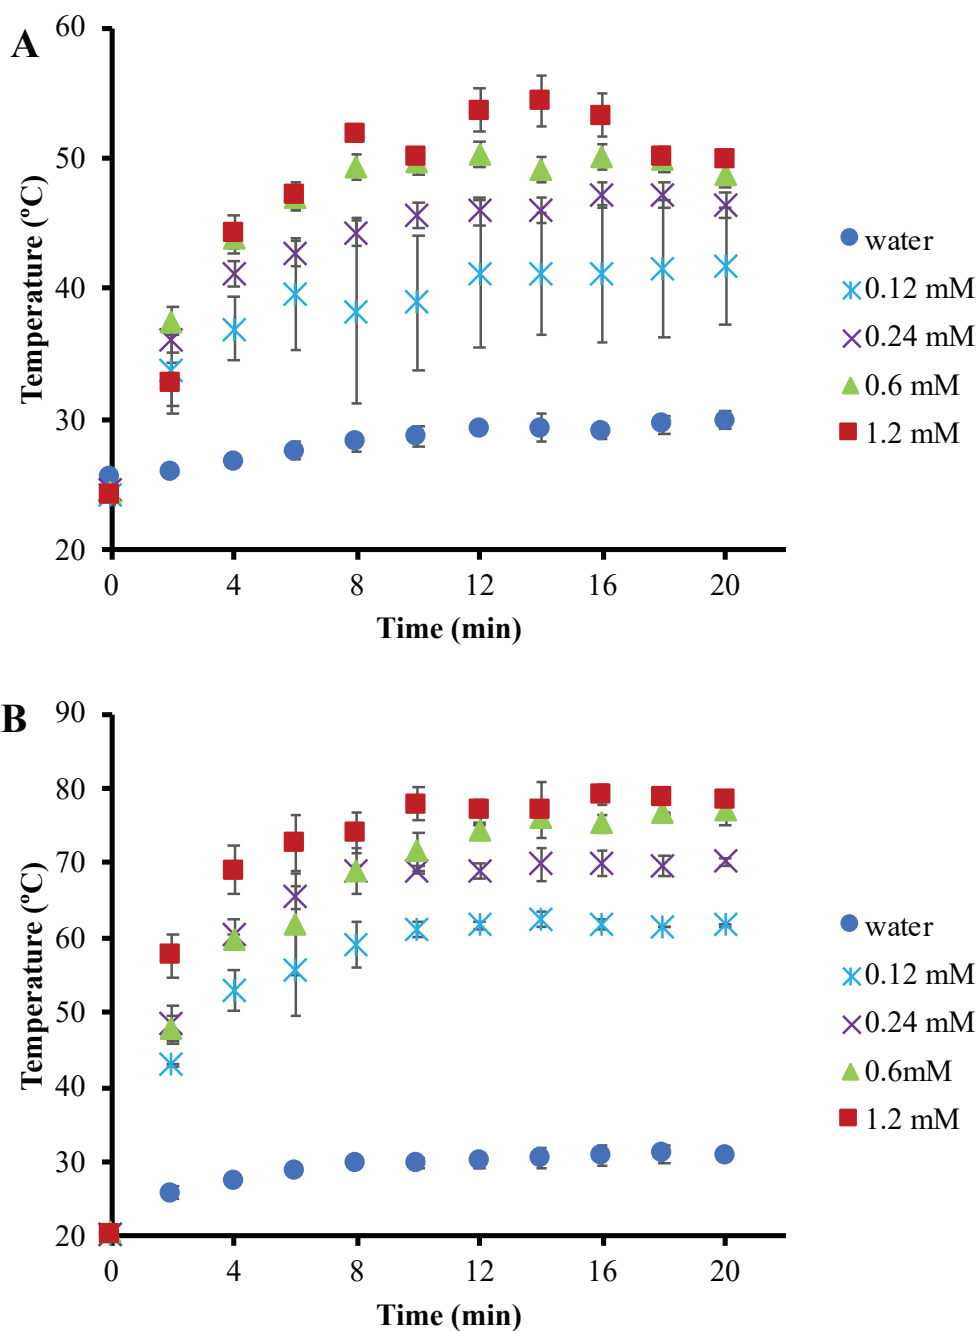 A
60
50
40
30
20
Temperature (ºC)
0 4 8 12 16 20
Time (min)
water
0.12 mM
0.24 mM
0.6 mM
1.2 mM
B
90
80
70
60
50
40
30
20
Temperature (ºC)
0 4 8 12 16 20
Time (min)
water
0.12 mM
0.24 mM
0.6mM
1.2 mM